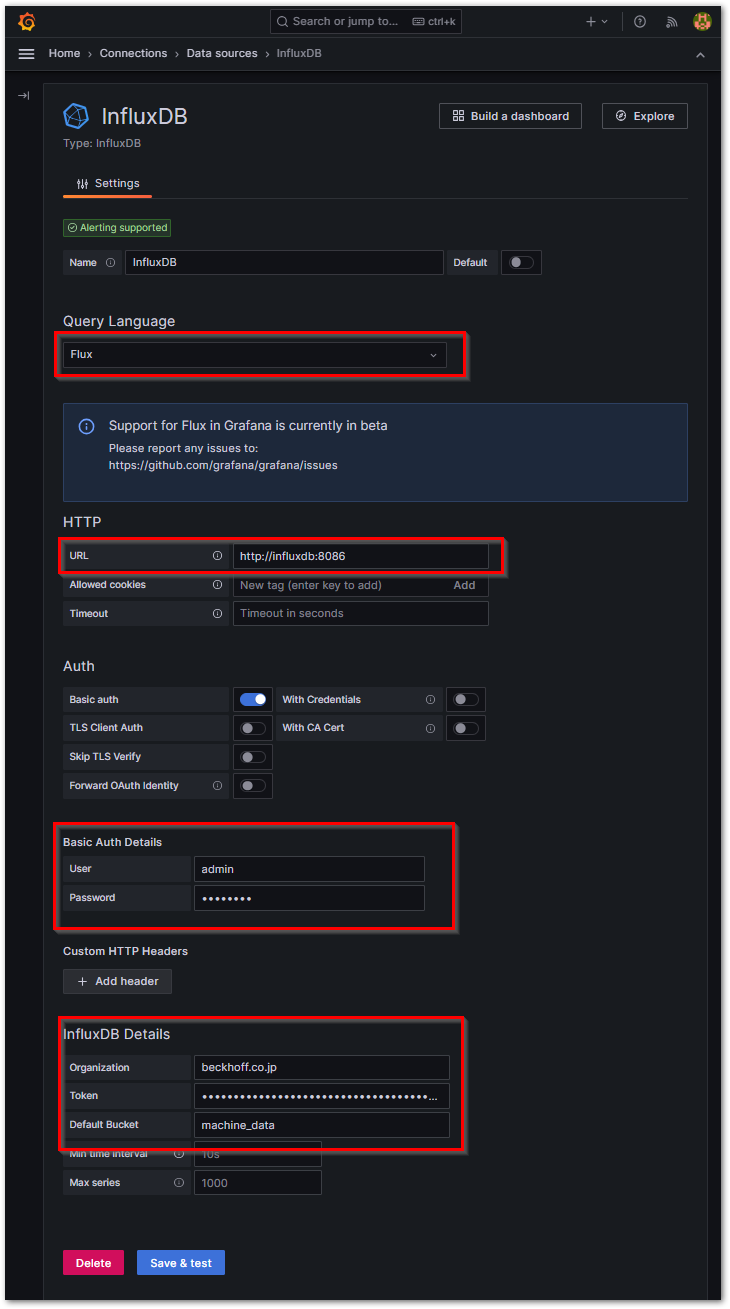 Search or jump to... ctrl+k
Home › Connections › Data sources › InfluxDB
InfluxDB
Build a dashboard
Explore
Type: InfluxDB
Settings
Alerting supported
Name InfluxDB Default
Query Language
Flux
Support for Flux in Grafana is currently in beta
Please report any issues to:
https://github.com/grafana/grafana/issues
HTTP
URL http://influxdb:8086
Allowed cookies New tag (enter key to add) Add
Timeout Timeout in seconds
Auth
Basic auth With Credentials
TLS Client Auth With CA Cert
Skip TLS Verify
Forward OAuth Identity
Basic Auth Details
User admin
Password ••••••••
Custom HTTP Headers
+ Add header
InfluxDB Details
Organization beckhoff.co.jp
Token ••••••••••••••••••••••••••••••••••••...
Default Bucket machine_data
Min time interval 10s
Max series 1000
Delete Save & test